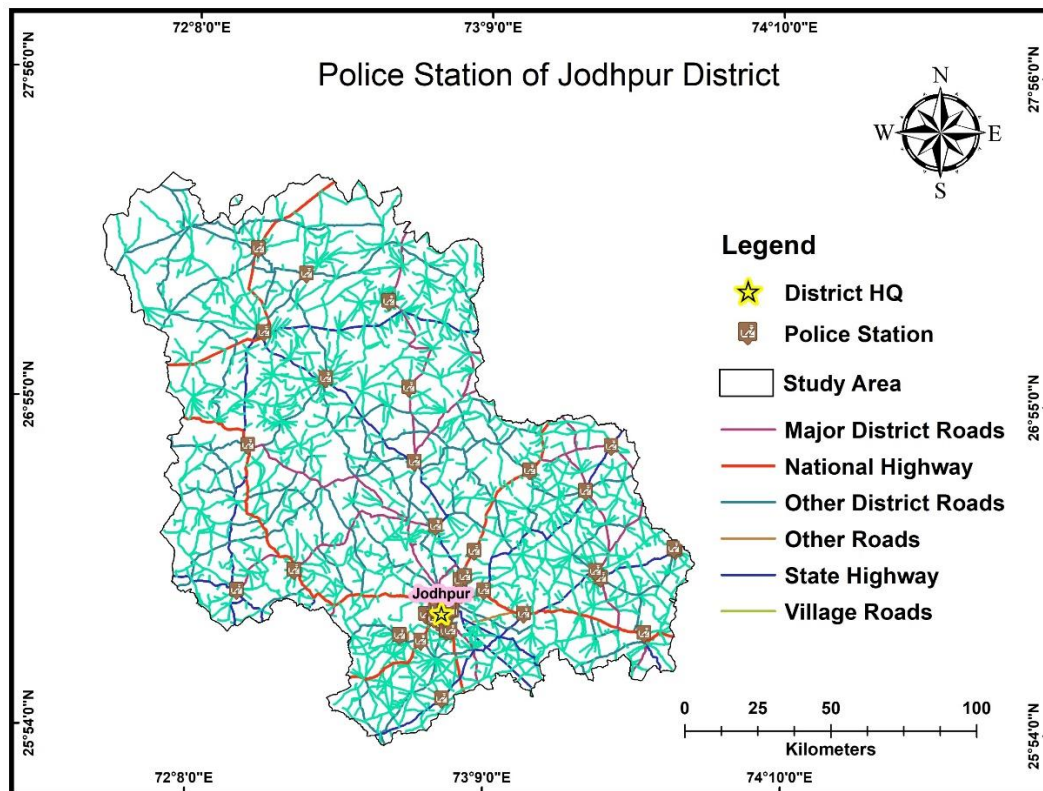 72°8'0"E
73°9'0"E
74°10'0"E
27°56'0"N
27°56'0"N
Police Station of Jodhpur District
N
W
E
S
Legend
District HQ
Police Station
Study Area
Major District Roads
National Highway
Other District Roads
Other Roads
State Highway
Village Roads
26°55'0"N
26°55'0"N
Jodhpur
0
25
50
100
Kilometers
25°54'0"N
25°54'0"N
72°8'0"E
73°9'0"E
74°10'0"E